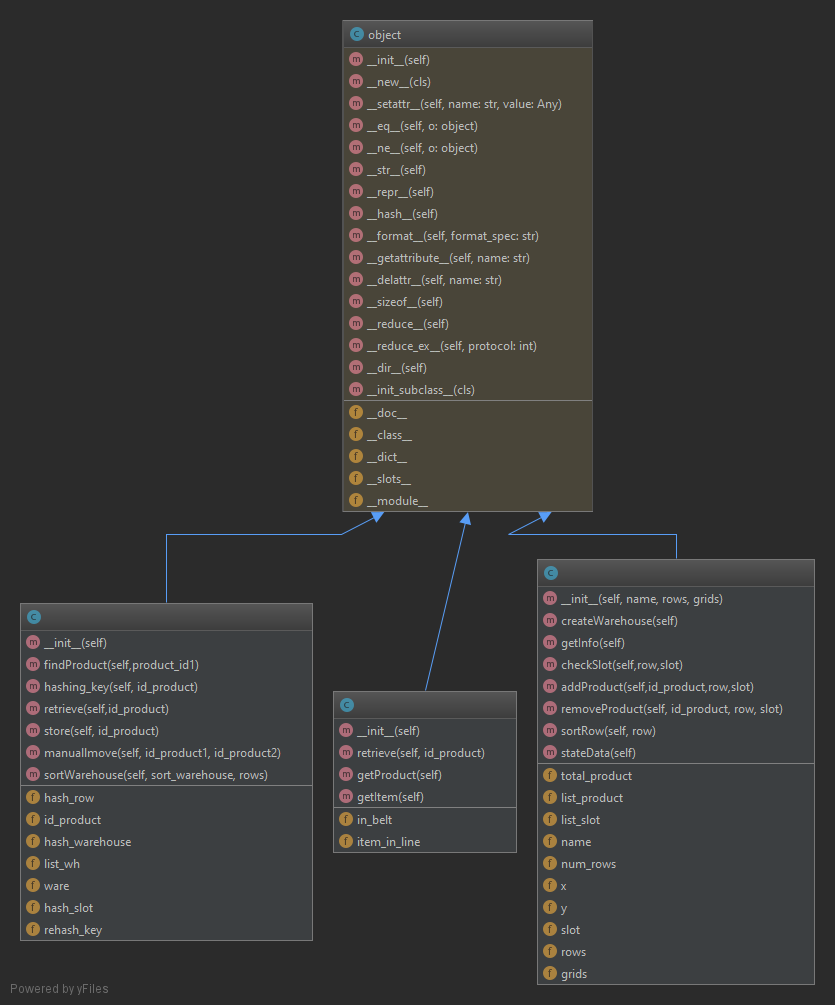 object
__init__(self)
__new__(cls)
__setattr__(self, name: str, value: Any)
__eq__(self, o: object)
__ne__(self, o: object)
__str__(self)
__repr__(self)
__hash__(self)
__format__(self, format_spec: str)
__getattribute__(self, name: str)
__delattr__(self, name: str)
__sizeof__(self)
__reduce__(self)
__reduce_ex__(self, protocol: int)
__dir__(self)
__init_subclass__(cls)
__doc__
__class__
__dict__
__slots__
__module__
__init__(self)
findProduct(self,product_id1)
hashing_key(self, id_product)
retrieve(self,id_product)
store(self, id_product)
manuallmove(self, id_product1, id_product2)
sortWarehouse(self, sort_warehouse, rows)
hash_row
id_product
hash_warehouse
list_wh
ware
hash_slot
rehash_key
__init__(self)
retrieve(self, id_product)
getProduct(self)
getItem(self)
in_belt
item_in_line
__init__(self, name, rows, grids)
createWarehouse(self)
getInfo(self)
checkSlot(self,row,slot)
addProduct(self,id_product,row,slot)
removeProduct(self, id_product, row, slot)
sortRow(self, row)
stateData(self)
total_product
list_product
list_slot
name
num_rows
x
y
slot
rows
grids
Powered by yFiles